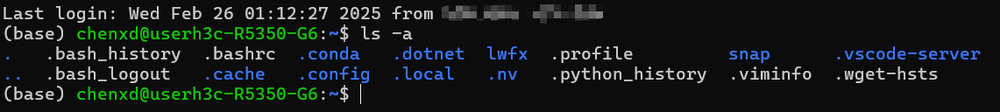 Last login: Wed Feb 26 01:12:27 2025 from
(base) chenxd@userh3c-R5350-G6:~$ ls -a
.   .bash_history  .bashrc  .conda   .dotnet  lwfx  .profile         snap      .vscode-server
..  .bash_logout   .cache   .config  .local   .nv   .python_history  .viminfo  .wget-hsts
(base) chenxd@userh3c-R5350-G6:~$